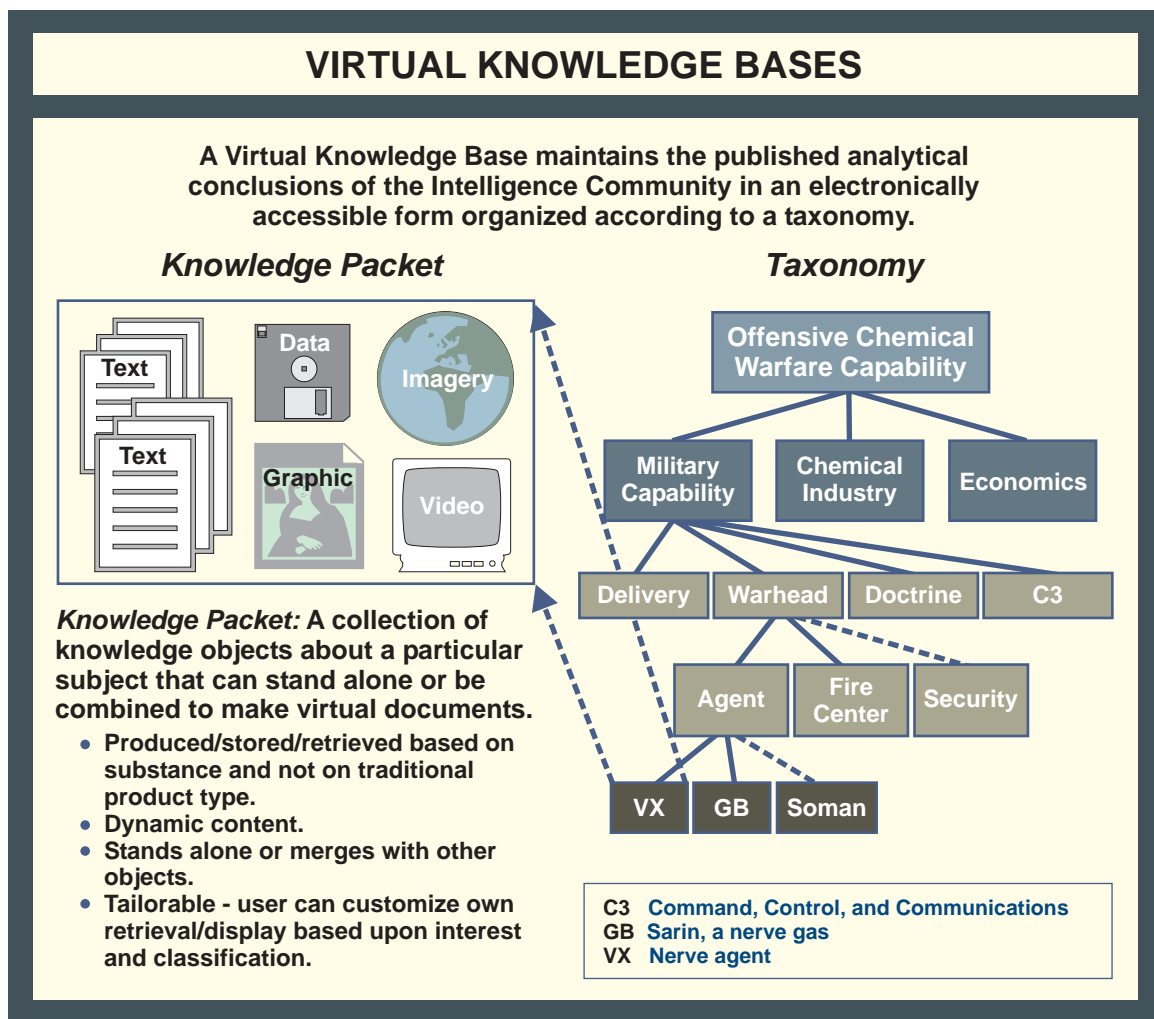 VIRTUAL KNOWLEDGE BASES
A Virtual Knowledge Base maintains the published analytical
conclusions of the Intelligence Community in an electronically
accessible form organized according to a taxonomy.
Knowledge Packet
Text
Text
Data
Imagery
Graphic
Video
Knowledge Packet: A collection of
knowledge objects about a particular
subject that can stand alone or be
combined to make virtual documents.
• Produced/stored/retrieved based on
substance and not on traditional
product type.
• Dynamic content.
• Stands alone or merges with other
objects.
• Tailorable - user can customize own
retrieval/display based upon interest
and classification.
Taxonomy
Offensive Chemical
Warfare Capability
Military
Capability
Chemical
Industry
Economics
Delivery
Warhead
Doctrine
C3
Agent
Fire
Center
Security
VX
GB
Soman
C3 Command, Control, and Communications
GB Sarin, a nerve gas
VX Nerve agent